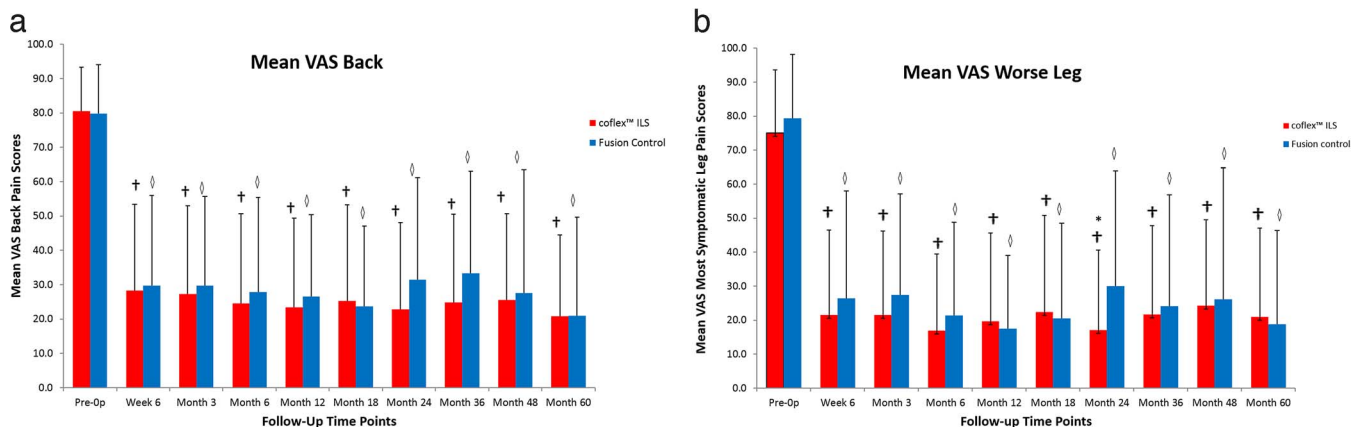 a
Mean VAS Back
100.0
90.0
80.0
70.0
60.0
50.0
40.0
30.0
20.0
10.0
0.0
Mean VAS Back Pain Scores
coflex™ ILS
Fusion Control
† ◊ † ◊ † ◊ † ◊ † ◊ † ◊ † ◊ † ◊ † ◊
Pre-Op Week 6 Month 3 Month 6 Month 12 Month 18 Month 24 Month 36 Month 48 Month 60
Follow-Up Time Points
b
Mean VAS Worse Leg
100.0
90.0
80.0
70.0
60.0
50.0
40.0
30.0
20.0
10.0
0.0
Mean VAS Most Symptomatic Leg Pain Scores
coflex™ ILS
Fusion control
† ◊ † ◊ † ◊ † ◊ † ◊ * † ◊ † ◊ † ◊ † ◊
Pre-Op Week 6 Month 3 Month 6 Month 12 Month 18 Month 24 Month 36 Month 48 Month 60
Follow-up Time Points